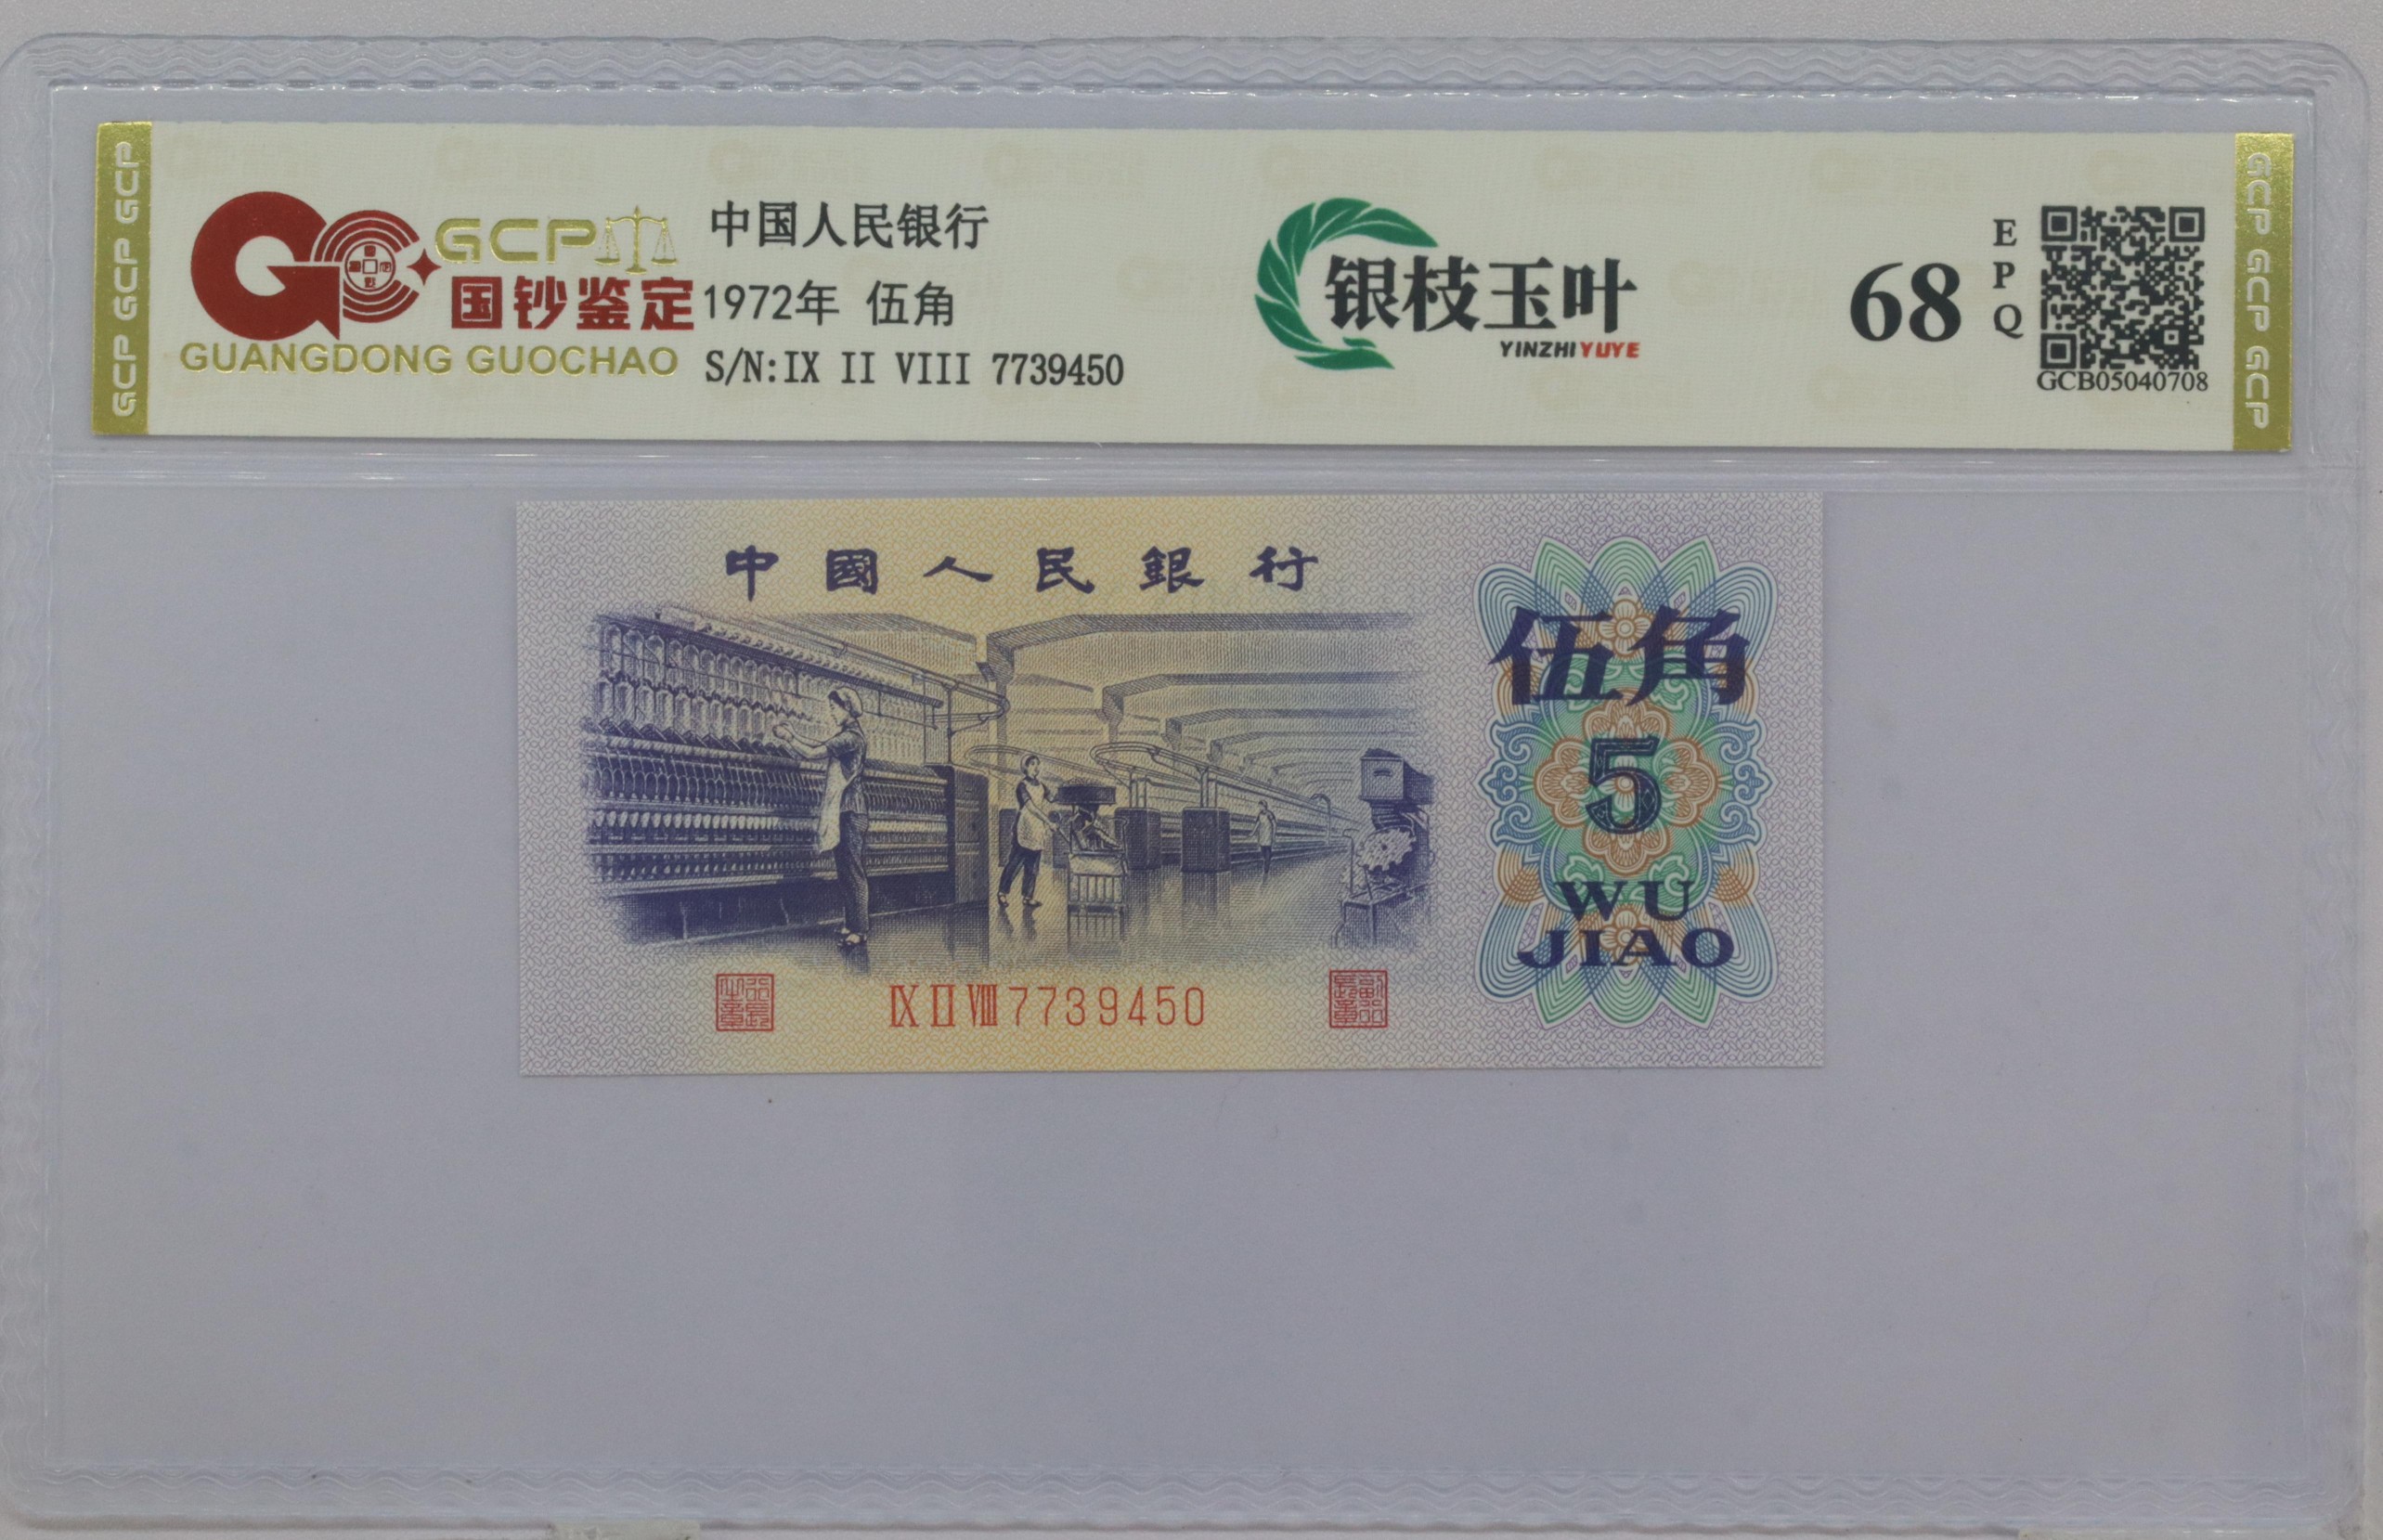 GCP GCP GCP
GCP
国钞鉴定
GUANGDONG GUOCHAO
中国人民银行
1972年 伍角
S/N:IX II VIII 7739450
银枝玉叶
YINZHIYUYE
68
EPQ
GCB05040708
GCP GCP GCP
中國人民銀行
伍角
5
WU
JIAO
IX II VIII 7739450